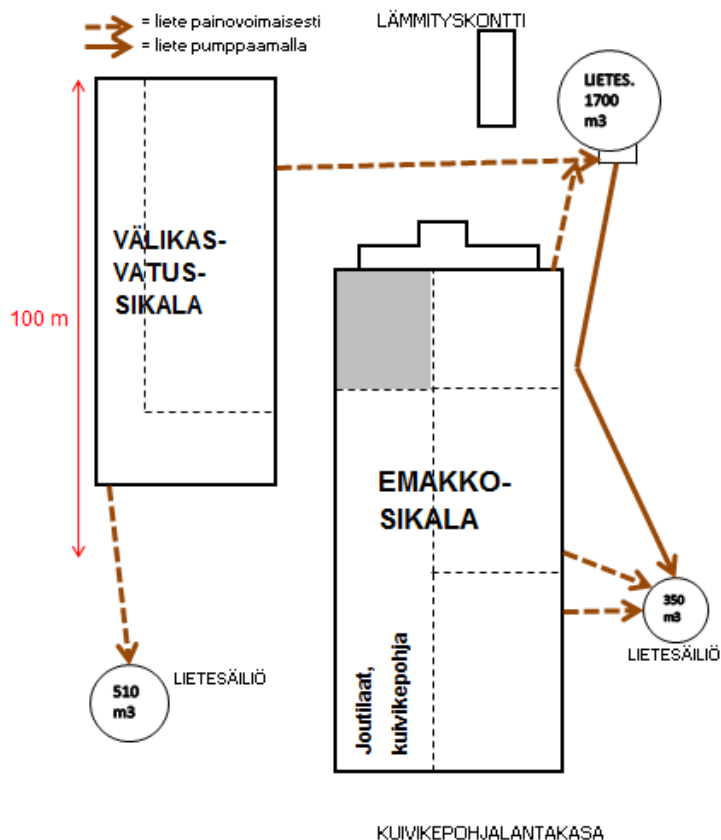 = liete painovoimaisesti
= liete pumppaamalla
LÄMMITYSKONTTI
LIETES.
1700
m3
VÄLIKAS-
VATUS-
SIKALA
100 m
EMAKKO-
SIKALA
350
m3
LIETESÄILIÖ
510
m3
LIETESÄILIÖ
Joutilaat,
kuivikepohja
KUIVIKEPOHJALANTAKASA